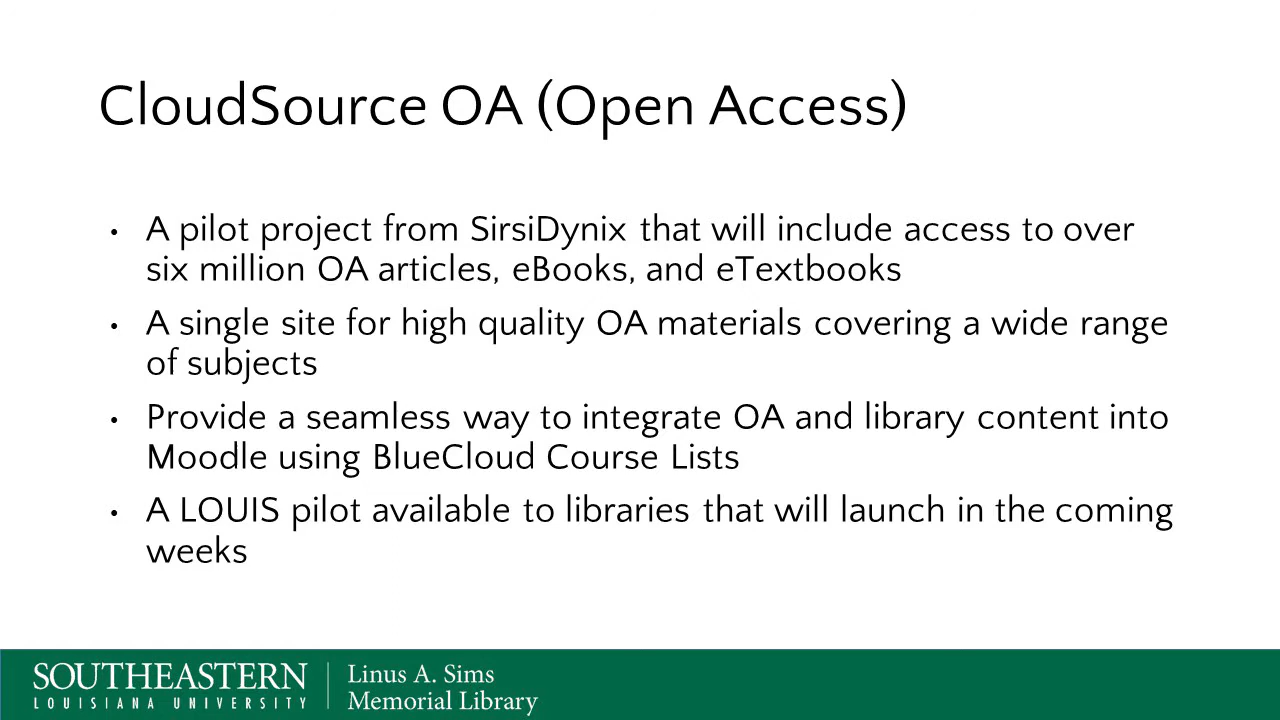 CloudSource OA (Open Access)
• A pilot project from SirsiDynix that will include access to over
six million OA articles, eBooks, and eTextbooks
• A single site for high quality OA materials covering a wide range
of subjects
• Provide a seamless way to integrate OA and library content into
Moodle using BlueCloud Course Lists
• A LOUIS pilot available to libraries that will launch in the coming
weeks
SOUTHEASTERN
LOUISIANA UNIVERSITY
Linus A. Sims
Memorial Library